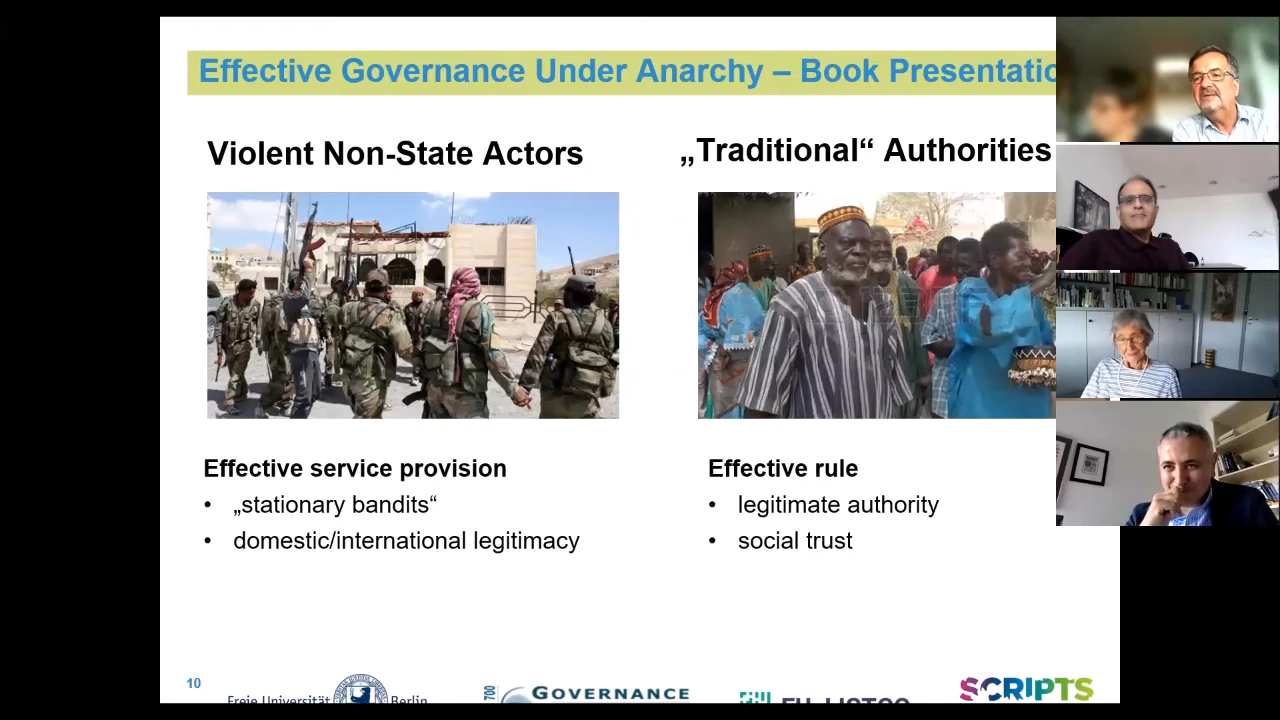 Effective Governance Under Anarchy – Book Presentatio
Violent Non-State Actors
„Traditional“ Authorities
Effective service provision
• „stationary bandits“
• domestic/international legitimacy
Effective rule
• legitimate authority
• social trust
10
Freie Universität Berlin
700
GOVERNANCE
EU-LISTCO
SCRIPTS